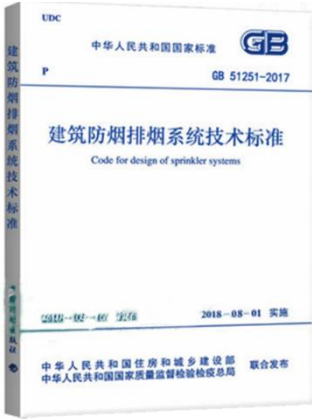 UDC
中华人民共和国国家标准
GB
P
GB 51251-2017
建筑防烟排烟系统技术标准
Code for design of sprinkler systems
2018-08-01 实施
中华人民共和国住房和城乡建设部
中华人民共和国国家质量监督检验检疫总局
联合发布
建筑防烟排烟系统技术标准